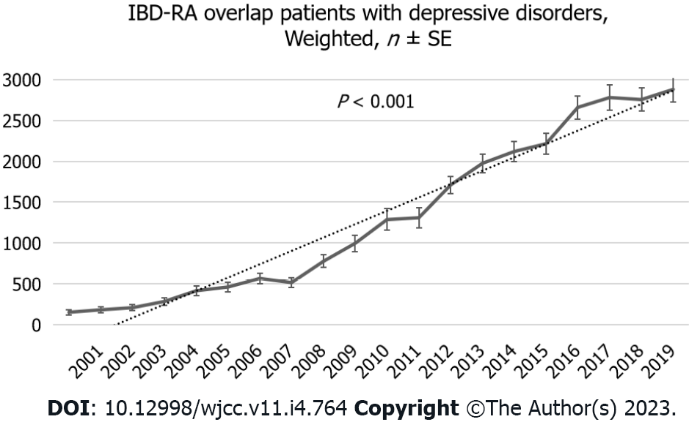 IBD-RA overlap patients with depressive disorders,
Weighted, n ± SE
3000
P < 0.001
2500
2000
1500
1000
500
0
2001 2002 2003 2004 2005 2006 2007 2008 2009 2010 2011 2012 2013 2014 2015 2016 2017 2018 2019
DOI: 10.12998/wjcc.v11.i4.764 Copyright ©The Author(s) 2023.